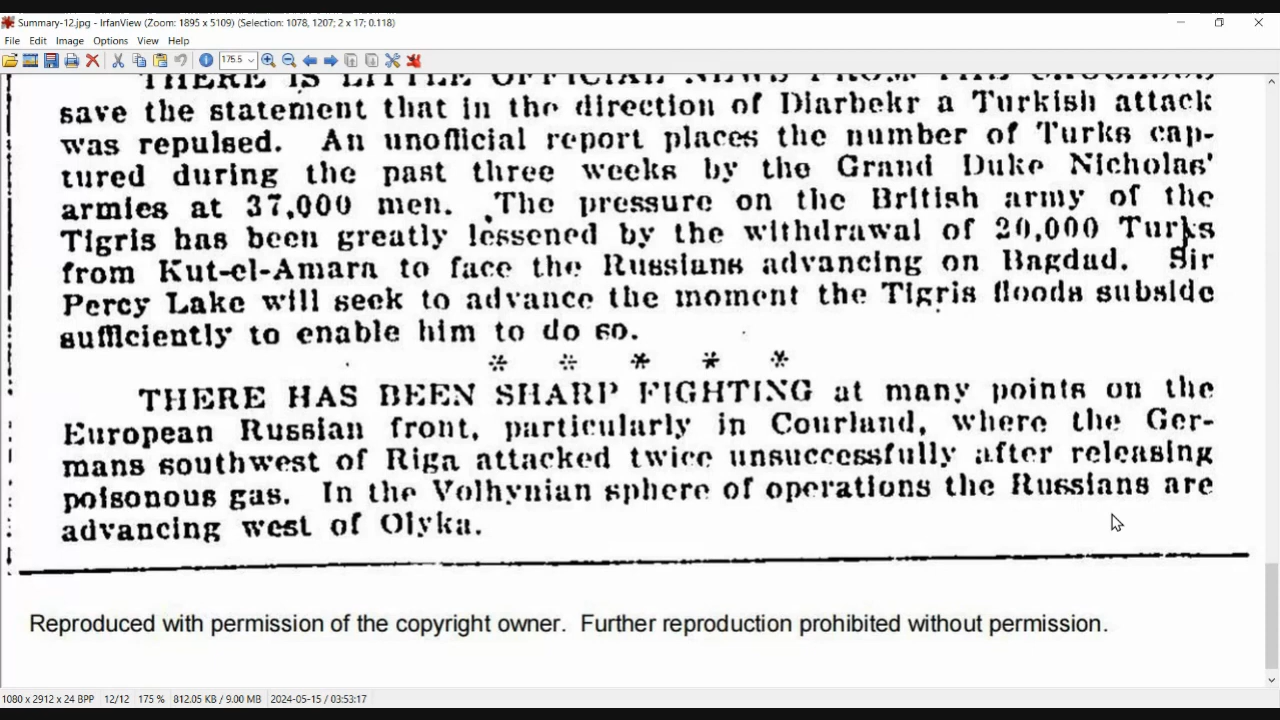 Summary-12.jpg - IrfanView (Zoom: 1895 x 5109) (Selection: 1078, 1207; 2 x 17; 0.118)
File Edit Image Options View Help
175.5
THERE IS LITTLE OFFICIAL NEWS FROM THE
save the statement that in the direction of Diarbekr a Turkish attack
was repulsed. An unofficial report places the number of Turks cap-
tured during the past three weeks by the Grand Duke Nicholas'
armies at 37,000 men. The pressure on the British army of the
Tigris has been greatly lessened by the withdrawal of 20,000 Turks
from Kut-el-Amara to face the Russians advancing on Bagdad. Sir
Percy Lake will seek to advance the moment the Tigris floods subside
sufficiently to enable him to do so.
* * * * *
THERE HAS BEEN SHARP FIGHTING at many points on the
European Russian front, particularly in Courland, where the Ger-
mans southwest of Riga attacked twice unsuccessfully after releasing
poisonous gas. In the Volhynian sphere of operations the Russians are
advancing west of Olyka.
Reproduced with permission of the copyright owner. Further reproduction prohibited without permission.
1080 x 2912 x 24 BPP 12/12 175 % 812.05 KB / 9.00 MB 2024-05-15 / 03:53:17